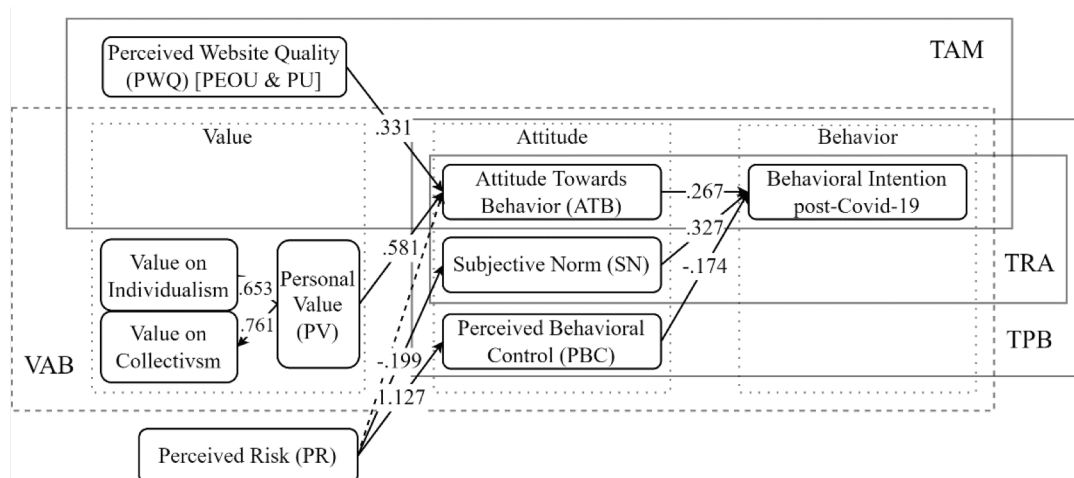 Perceived Website Quality
(PWQ) [PEOU & PU]
TAM
Value
Attitude
Behavior
.331
Attitude Towards
Behavior (ATB)
.267
Behavioral Intention
post-Covid-19
.327
.581
Value on
Individualism
.653
Personal
Value
(PV)
Subjective Norm (SN)
-.174
TRA
.761
Value on
Collectivsm
Perceived Behavioral
Control (PBC)
TPB
VAB
-.199
1.127
Perceived Risk (PR)